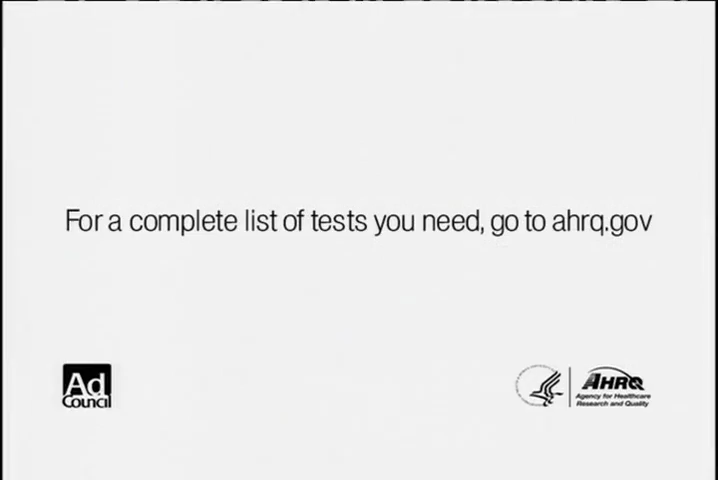 For a complete list of tests you need, go to ahrq.gov
Ad
Council
AHRQ
Agency for Healthcare
Research and Quality